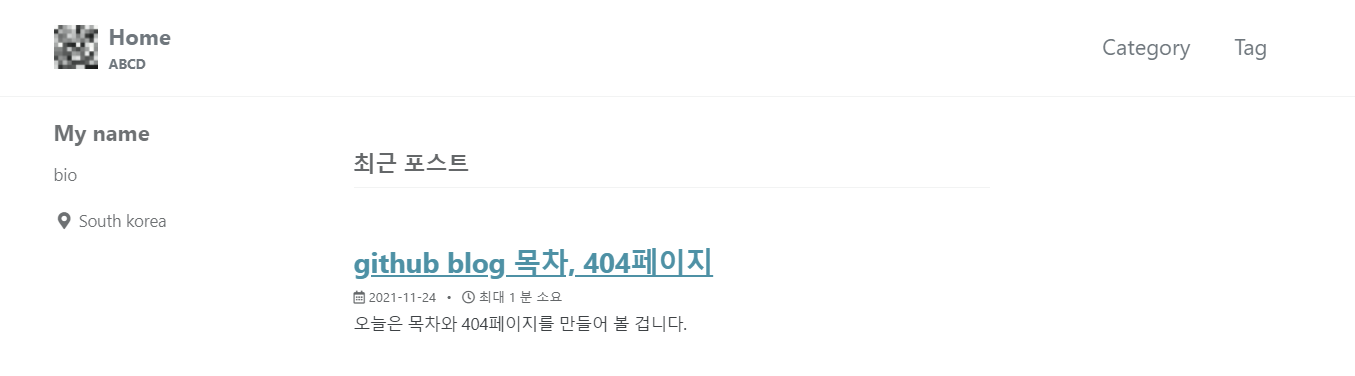 Home
ABCD
Category
Tag
My name
bio
South korea
최근 포스트
github blog 목차, 404페이지
2021-11-24 • 최대 1 분 소요
오늘은 목차와 404페이지를 만들어 볼 겁니다.